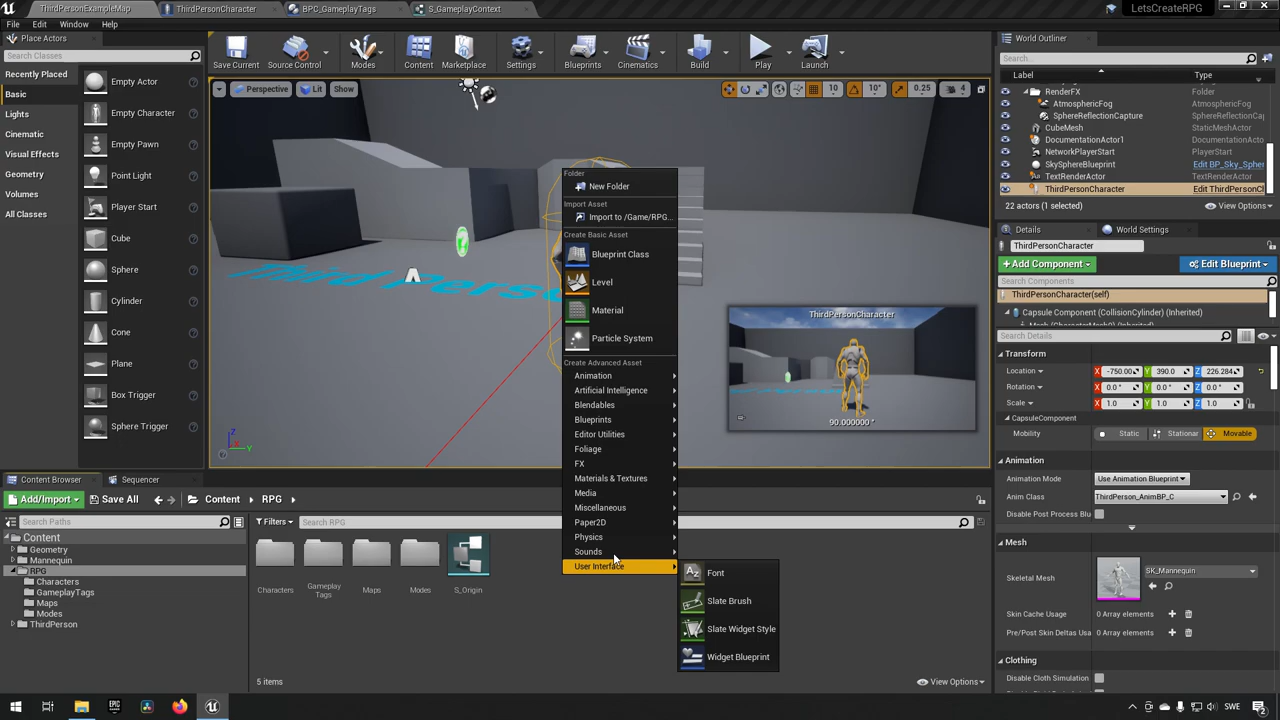 ThirdPersonExampleMap
ThirdPersonCharacter
BPC_GameplayTags
S_GameplayContext
LetsCreateRPG
File
Edit
Window
Help
Place Actors
Search Classes
Recently Placed
Basic
Lights
Cinematic
Visual Effects
Geometry
Volumes
All Classes
Empty Actor
Empty Character
Empty Pawn
Point Light
Player Start
Cube
Sphere
Cylinder
Cone
Plane
Box Trigger
Sphere Trigger
Save Current
Source Control
Modes
Content
Marketplace
Settings
Blueprints
Cinematics
Build
Play
Launch
Perspective
Lit
Show
10
10°
0.25
4
ThirdPersonCharacter
90.000000 °
Folder
New Folder
Import Asset
Import to /Game/RPG...
Create Basic Asset
Blueprint Class
Level
Material
Particle System
Create Advanced Asset
Animation
Artificial Intelligence
Blendables
Blueprints
Editor Utilities
Foliage
FX
Materials & Textures
Media
Miscellaneous
Paper2D
Physics
Sounds
User Interface
Font
Slate Brush
Slate Widget Style
Widget Blueprint
World Outliner
Search...
Label
Type
RenderFX
Folder
AtmosphericFog
AtmosphericFog
SphereReflectionCapture
SphereReflectionCap
CubeMesh
StaticMeshActor
DocumentationActor1
DocumentationActor
NetworkPlayerStart
PlayerStart
SkySphereBlueprint
Edit BP_Sky_Sphe
TextRenderActor
TextRenderActor
ThirdPersonCharacter
Edit ThirdPersonCl
22 actors (1 selected)
View Options
Details
World Settings
ThirdPersonCharacter
+ Add Component
Edit Blueprint
Search Components
ThirdPersonCharacter(self)
Capsule Component (CollisionCylinder) (Inherited)
Mesh (CharacterMesh0) (Inherited)
Search Details
Transform
Location
X -750.00 Y 390.0 Z 226.284
Rotation
X 0.0 ° Y 0.0 ° Z 0.0 °
Scale
X 1.0 Y 1.0 Z 1.0
CapsuleComponent
Mobility
Static
Stationar
Movable
Animation
Animation Mode
Use Animation Blueprint
Anim Class
ThirdPerson_AnimBP_C
Disable Post Process Blu
Mesh
Skeletal Mesh
SK_Mannequin
Skin Cache Usage
0 Array elements
Pre/Post Skin Deltas Usa
0 Array elements
Clothing
Disable Cloth Simulation
Content Browser
Sequencer
Add/Import
Save All
Content
RPG
Search Paths
Filters
Search RPG
Content
Geometry
Mannequin
RPG
Characters
GameplayTags
Maps
Modes
ThirdPerson
Characters
Gameplay
Tags
Maps
Modes
S_Origin
5 items
View Options
SWE